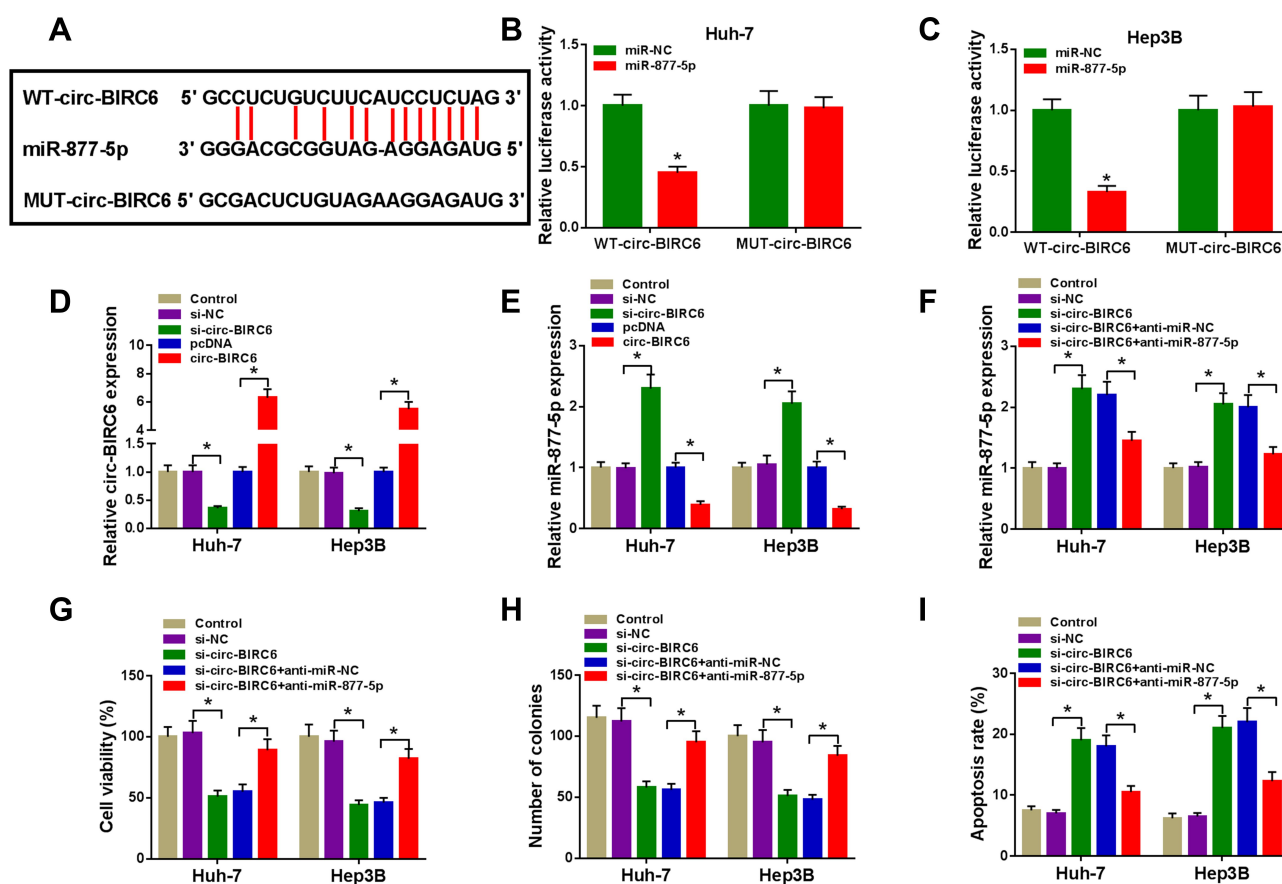 A
WT-circ-BIRC6 5' GCCUCUGUCUUCAUCCUCUAG 3'
miR-877-5p 3' GGGACGCGGUAG-AGGAGAUG 5'
MUT-circ-BIRC6 5' GCGACUCUGUAGAAGGAGAUG 3'
B
Huh-7
miR-NC
miR-877-5p
Relative luciferase activity
1.5
1.0
0.5
0.0
*
WT-circ-BIRC6 MUT-circ-BIRC6
C
Hep3B
miR-NC
miR-877-5p
Relative luciferase activity
1.5
1.0
0.5
0.0
*
WT-circ-BIRC6 MUT-circ-BIRC6
D
Control
si-NC
si-circ-BIRC6
pcDNA
circ-BIRC6
Relative circ-BIRC6 expression
10
8
6
4
1.5
1.0
0.5
0.0
* * * *
Huh-7 Hep3B
E
Control
si-NC
si-circ-BIRC6
pcDNA
circ-BIRC6
Relative miR-877-5p expression
3
2
1
0
* * * *
Huh-7 Hep3B
F
Control
si-NC
si-circ-BIRC6
si-circ-BIRC6+anti-miR-NC
si-circ-BIRC6+anti-miR-877-5p
Relative miR-877-5p expression
4
3
2
1
0
* * * *
Huh-7 Hep3B
G
Control
si-NC
si-circ-BIRC6
si-circ-BIRC6+anti-miR-NC
si-circ-BIRC6+anti-miR-877-5p
Cell viability (%)
150
100
50
0
* * * *
Huh-7 Hep3B
H
Control
si-NC
si-circ-BIRC6
si-circ-BIRC6+anti-miR-NC
si-circ-BIRC6+anti-miR-877-5p
Number of colonies
150
100
50
0
* * * *
Huh-7 Hep3B
I
Control
si-NC
si-circ-BIRC6
si-circ-BIRC6+anti-miR-NC
si-circ-BIRC6+anti-miR-877-5p
Apoptosis rate (%)
30
20
10
0
* * * *
Huh-7 Hep3B